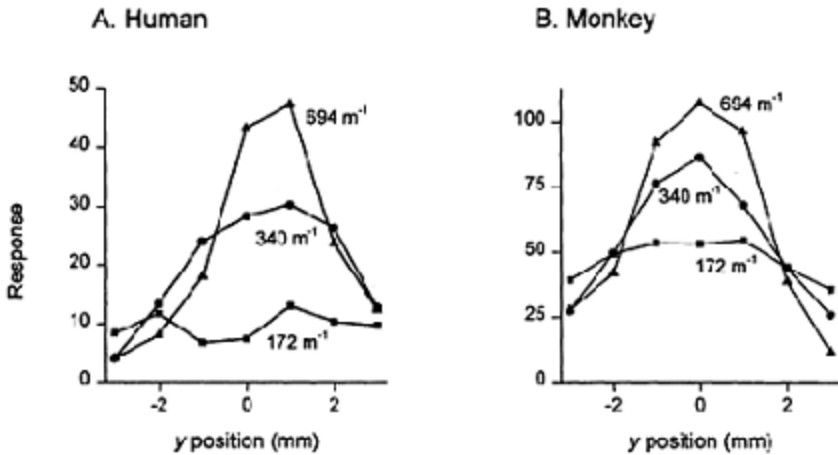 A. Human
B. Monkey
Response
50
40
30
20
10
0
694 m⁻¹
340 m⁻¹
172 m⁻¹
-2
0
2
y position (mm)
100
75
50
25
0
694 m⁻¹
340 m⁻¹
172 m⁻¹
-2
0
2
y position (mm)